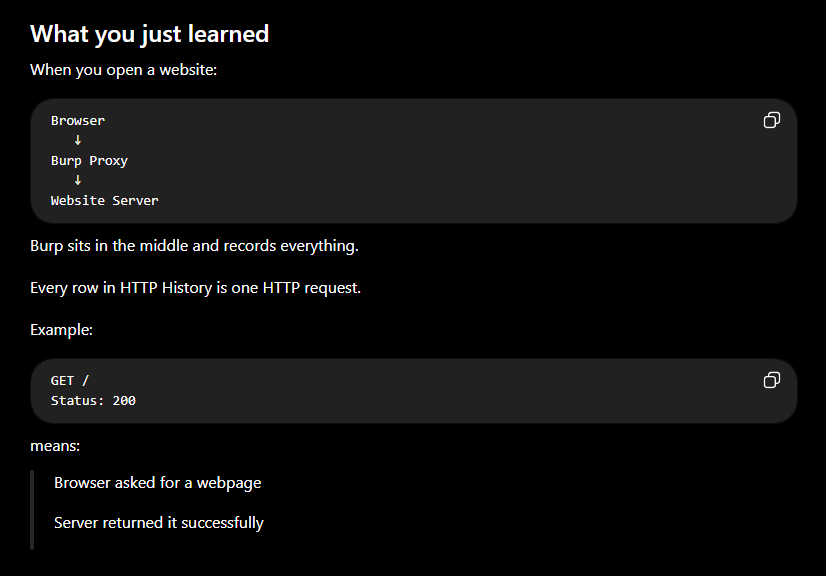 What you just learned
When you open a website:
Browser
↓
Burp Proxy
↓
Website Server
Burp sits in the middle and records everything.
Every row in HTTP History is one HTTP request.
Example:
GET /
Status: 200
means:
Browser asked for a webpage
Server returned it successfully